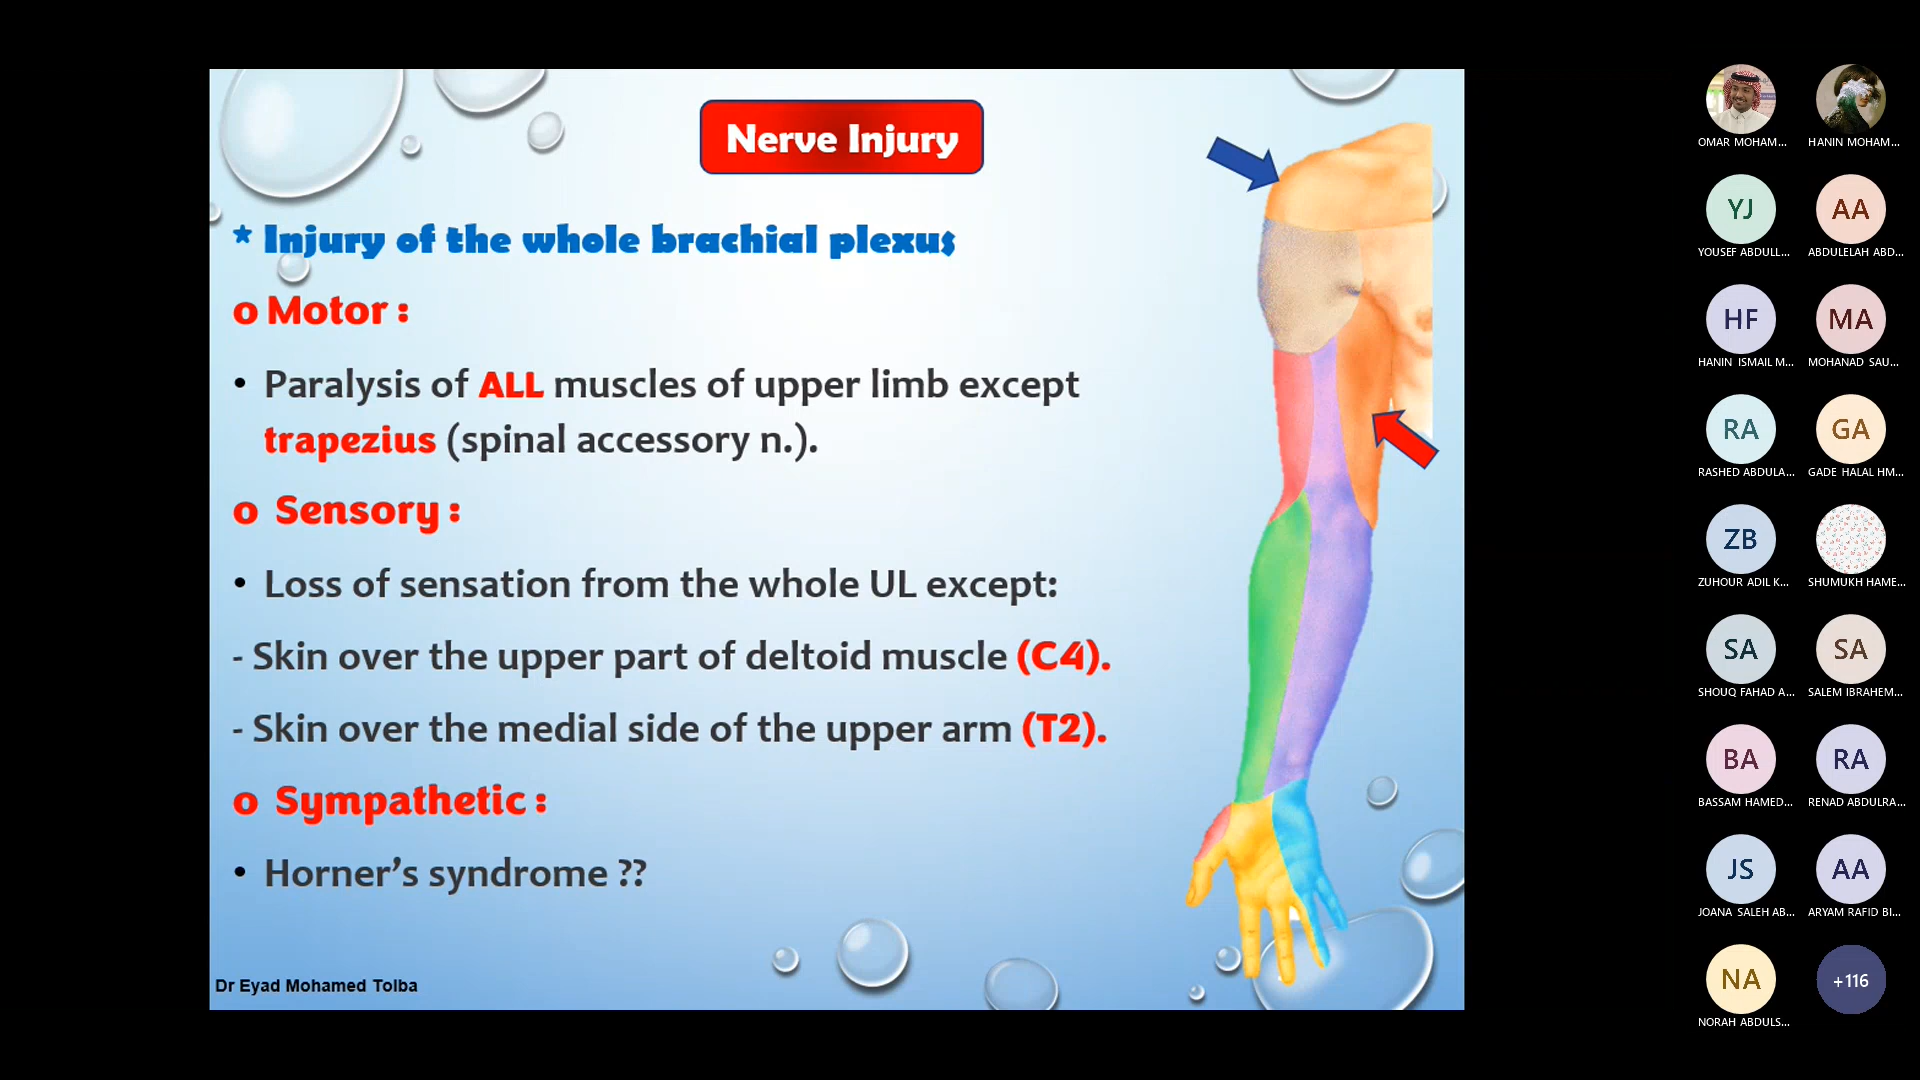 Nerve Injury
* Injury of the whole brachial plexus
o Motor :
• Paralysis of ALL muscles of upper limb except
trapezius (spinal accessory n.).
o Sensory :
• Loss of sensation from the whole UL except:
- Skin over the upper part of deltoid muscle (C4).
- Skin over the medial side of the upper arm (T2).
o Sympathetic :
• Horner’s syndrome ??
Dr Eyad Mohamed Tolba
OMAR MOHAM...
HANIN MOHAM...
YJ
AA
YOUSEF ABDULL...
ABDULELAH ABD...
HF
MA
HANIN ISMAIL M...
MOHANAD SAU...
RA
GA
RASHED ABDULA...
GADE HALAL HM...
ZB
ZUHOUR ADIL K...
SHUMUKH HAME...
SA
SA
SHOUQ FAHAD A...
SALEM IBRAHEM...
BA
RA
BASSAM HAMED...
RENAD ABDULRA...
JS
AA
JOANA SALEH AB...
ARYAM RAFID BI...
NA
+116
NORAH ABDULS...